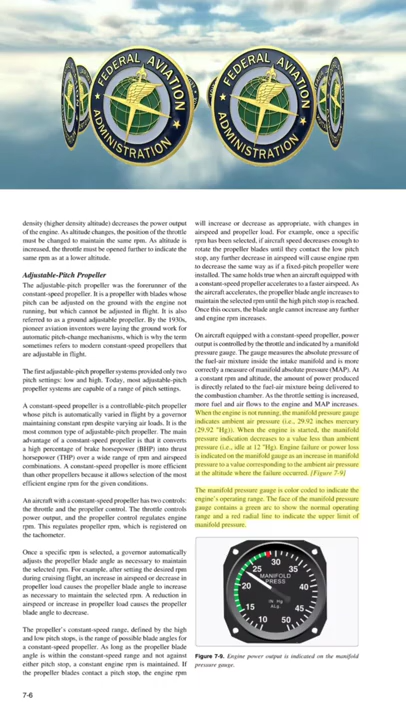 FEDERAL AVIATION
ADMINISTRATION
FEDERAL AVIATION
ADMINISTRATION
density (higher density altitude) decreases the power output
of the engine. As altitude changes, the position of the throttle
must be changed to maintain the same rpm. As altitude is
increased, the throttle must be opened further to indicate the
same rpm as at a lower altitude.
Adjustable-Pitch Propeller
The adjustable-pitch propeller was the forerunner of the
constant-speed propeller. It is a propeller with blades whose
pitch can be adjusted on the ground with the engine not
running, but which cannot be adjusted in flight. It is also
referred to as a ground adjustable propeller. By the 1930s,
pioneer aviation inventors were laying the ground work for
automatic pitch-change mechanisms, which is why the term
sometimes refers to modern constant-speed propellers that
are adjustable in flight.
The first adjustable-pitch propeller systems provided only two
pitch settings: low and high. Today, most adjustable-pitch
propeller systems are capable of a range of pitch settings.
A constant-speed propeller is a controllable-pitch propeller
whose pitch is automatically varied in flight by a governor
maintaining constant rpm despite varying air loads. It is the
most common type of adjustable-pitch propeller. The main
advantage of a constant-speed propeller is that it converts
a high percentage of brake horsepower (BHP) into thrust
horsepower (THP) over a wide range of rpm and airspeed
combinations. A constant-speed propeller is more efficient
than other propellers because it allows selection of the most
efficient engine rpm for the given conditions.
An aircraft with a constant-speed propeller has two controls:
the throttle and the propeller control. The throttle controls
power output, and the propeller control regulates engine
rpm. This regulates propeller rpm, which is registered on
the tachometer.
Once a specific rpm is selected, a governor automatically
adjusts the propeller blade angle as necessary to maintain
the selected rpm. For example, after setting the desired rpm
during cruising flight, an increase in airspeed or decrease in
propeller load causes the propeller blade angle to increase
as necessary to maintain the selected rpm. A reduction in
airspeed or increase in propeller load causes the propeller
blade angle to decrease.
The propeller's constant-speed range, defined by the high
and low pitch stops, is the range of possible blade angles for
a constant-speed propeller. As long as the propeller blade
angle is within the constant-speed range and not against
either pitch stop, a constant engine rpm is maintained. If
the propeller blades contact a pitch stop, the engine rpm
will increase or decrease as appropriate, with changes in
airspeed and propeller load. For example, once a specific
rpm has been selected, if aircraft speed decreases enough to
rotate the propeller blades until they contact the low pitch
stop, any further decrease in airspeed will cause engine rpm
to decrease the same way as if a fixed-pitch propeller were
installed. The same holds true when an aircraft equipped with
a constant-speed propeller accelerates to a faster airspeed. As
the aircraft accelerates, the propeller blade angle increases to
maintain the selected rpm until the high pitch stop is reached.
Once this occurs, the blade angle cannot increase any further
and engine rpm increases.
On aircraft equipped with a constant-speed propeller, power
output is controlled by the throttle and indicated by a manifold
pressure gauge. The gauge measures the absolute pressure of
the fuel-air mixture inside the intake manifold and is more
correctly a measure of manifold absolute pressure (MAP). At
a constant rpm and altitude, the amount of power produced
is directly related to the fuel-air mixture being delivered to
the combustion chamber. As the throttle setting is increased,
more fuel and air flows to the engine and MAP increases.
When the engine is not running, the manifold pressure gauge
indicates ambient air pressure (i.e., 29.92 inches mercury
(29.92 "Hg)). When the engine is started, the manifold
pressure indication decreases to a value less than ambient
pressure (i.e., idle at 12 "Hg). Engine failure or power loss
is indicated on the manifold gauge as an increase in manifold
pressure to a value corresponding to the ambient air pressure
at the altitude where the failure occurred. [Figure 7-9]
The manifold pressure gauge is color coded to indicate the
engine's operating range. The face of the manifold pressure
gauge contains a green arc to show the normal operating
range and a red radial line to indicate the upper limit of
manifold pressure.
MANIFOLD
PRESS
IN Hg
ALg.
10
15
20
25
30
35
40
45
50
Figure 7-9. Engine power output is indicated on the manifold
pressure gauge.
7-6